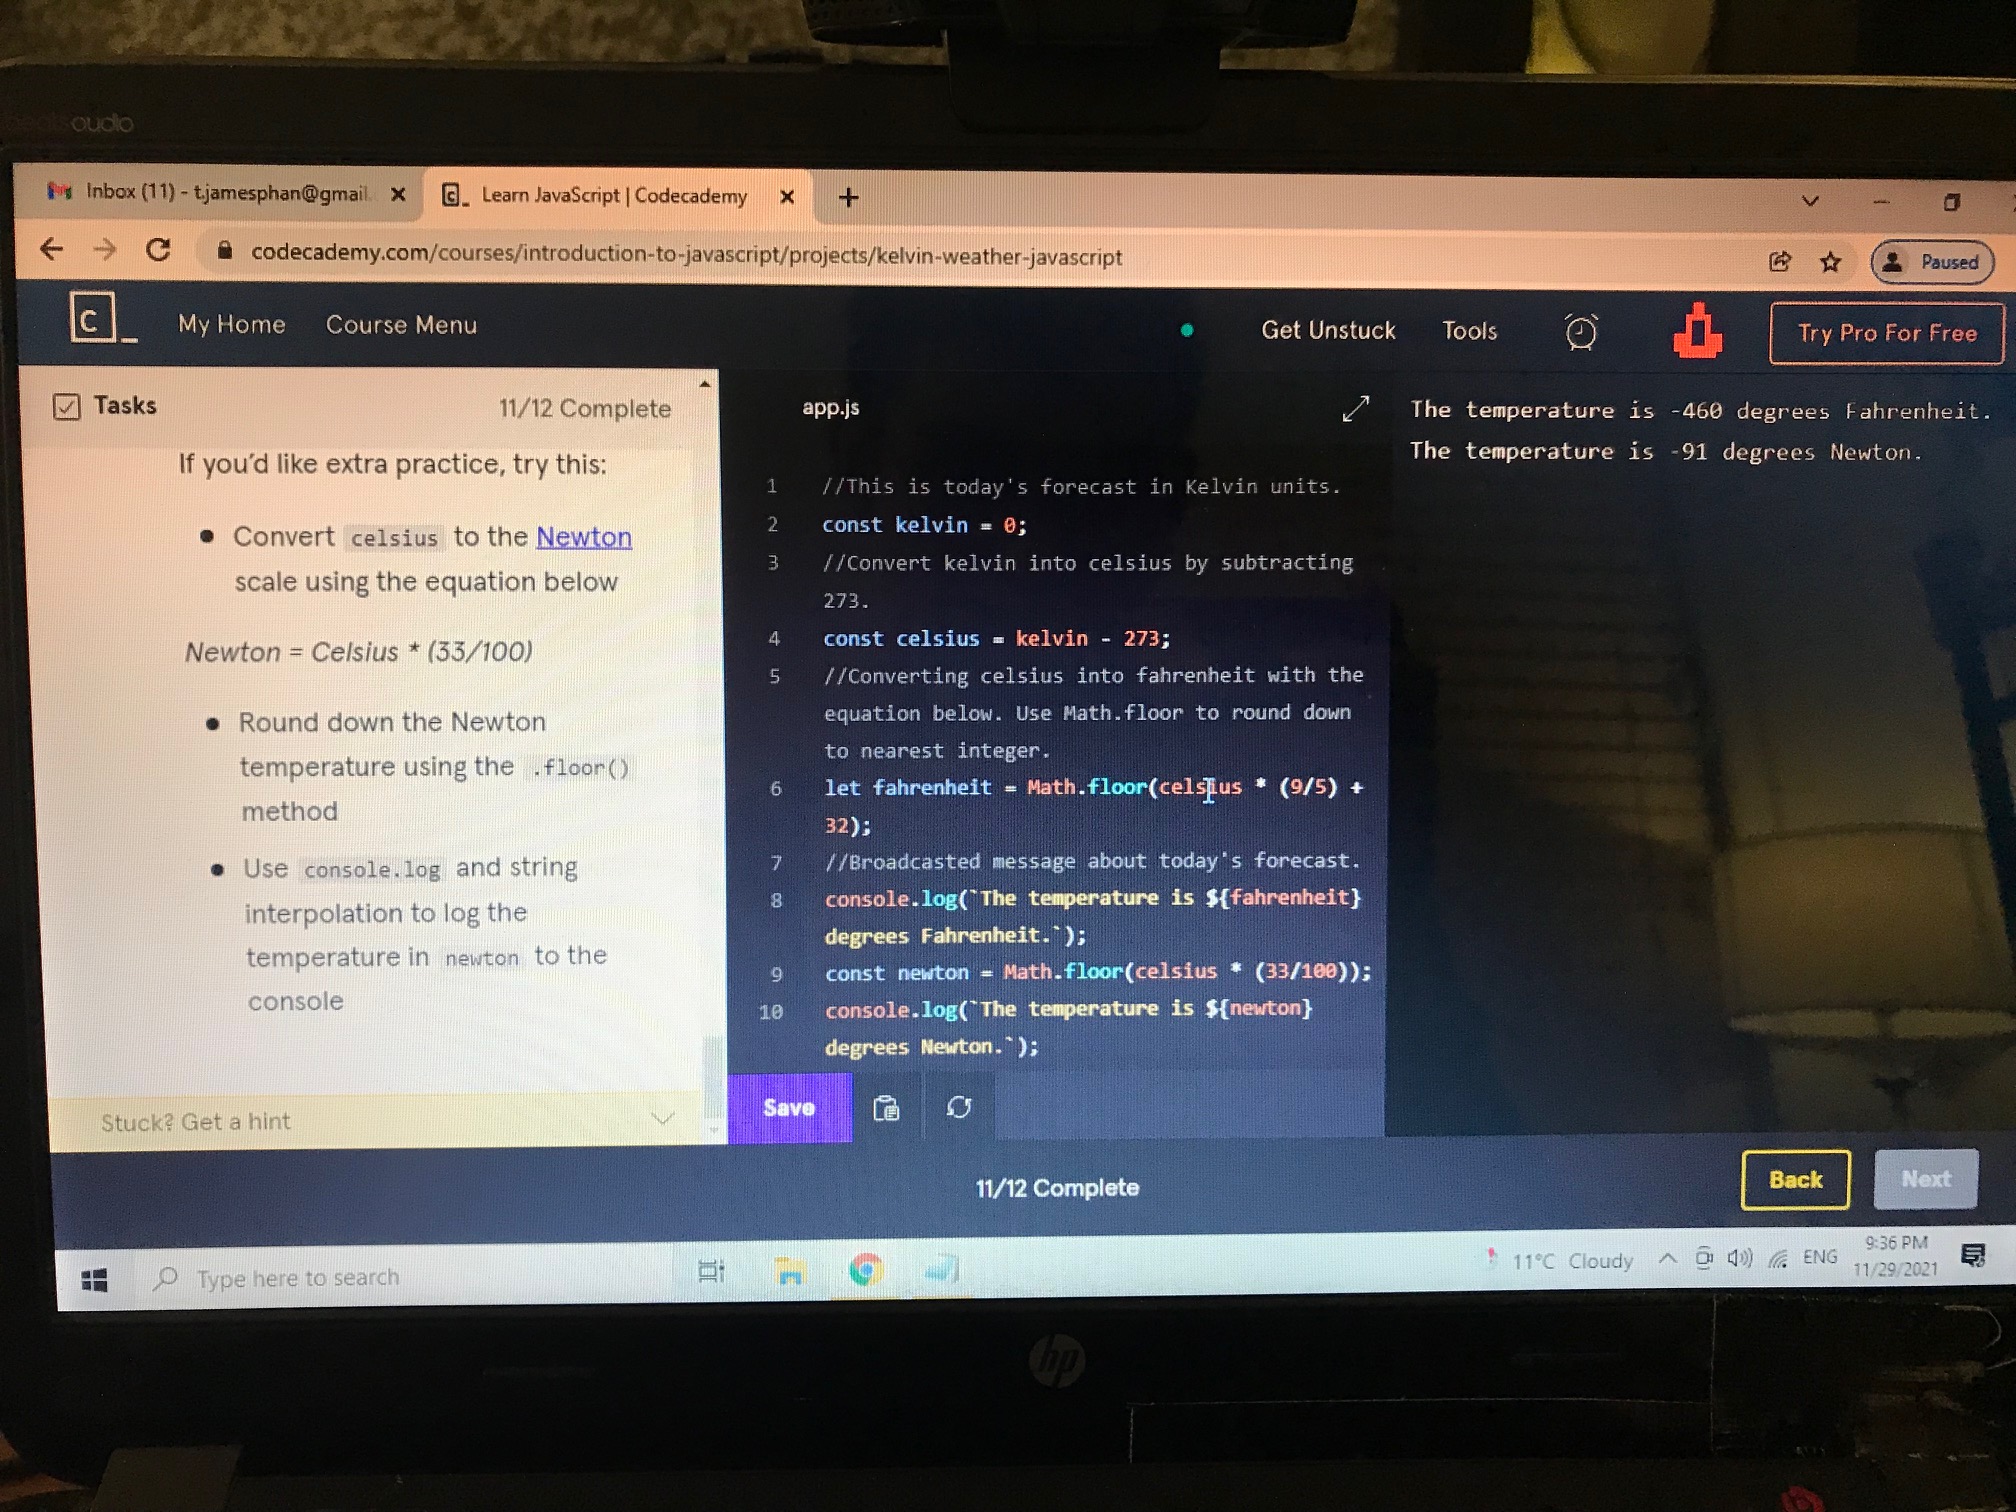 audio
Inbox (11) - t.jamesphan@gmail.
Learn JavaScript | Codecademy
codecademy.com/courses/introduction-to-javascript/projects/kelvin-weather-javascript
Paused
C_
My Home
Course Menu
Get Unstuck
Tools
Try Pro For Free
Tasks
11/12 Complete
If you'd like extra practice, try this:
• Convert celsius to the Newton
scale using the equation below
Newton = Celsius * (33/100)
• Round down the Newton
temperature using the .floor()
method
• Use console.log and string
interpolation to log the
temperature in newton to the
console
Stuck? Get a hint
app.js
1 //This is today's forecast in Kelvin units.
2 const kelvin = 0;
3 //Convert kelvin into celsius by subtracting
273.
4 const celsius = kelvin - 273;
5 //Converting celsius into fahrenheit with the
equation below. Use Math.floor to round down
to nearest integer.
6 let fahrenheit = Math.floor(celsius * (9/5) +
32);
7 //Broadcasted message about today's forecast.
8 console.log(`The temperature is ${fahrenheit}
degrees Fahrenheit.`);
9 const newton = Math.floor(celsius * (33/100));
10 console.log(`The temperature is ${newton}
degrees Newton.`);
Save
The temperature is -460 degrees Fahrenheit.
The temperature is -91 degrees Newton.
11/12 Complete
Back
Next
Type here to search
11°C Cloudy
ENG
9:36 PM
11/29/2021
hp